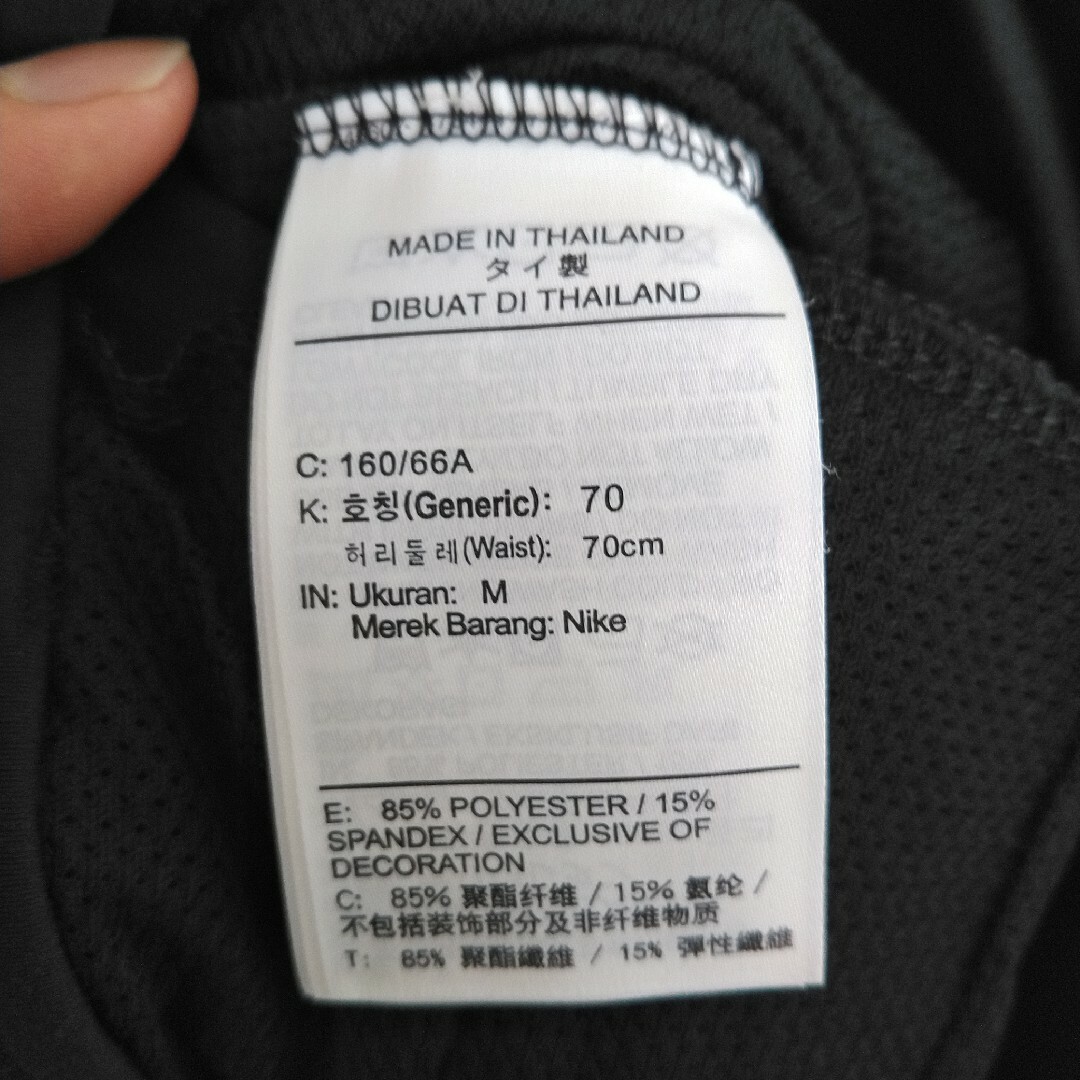 MADE IN THAILAND
タイ製
DIBUAT DI THAILAND
C: 160/66A
K: 호칭(Generic): 70
허리둘레(Waist): 70cm
IN: Ukuran: M
Merek Barang: Nike
E: 85% POLYESTER / 15%
SPANDEX / EXCLUSIVE OF
DECORATION
C: 85% 聚酯纤维 / 15% 氨纶 /
不包括装饰部分及非纤维物质
T: 85% 聚酯纖維 / 15% 彈性纖維